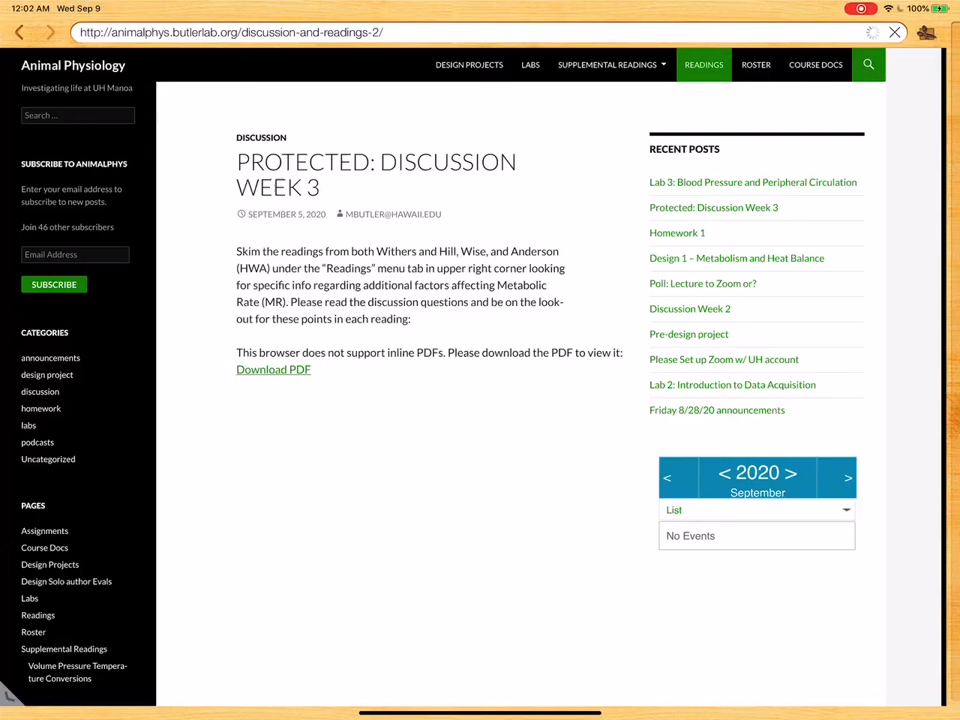 12:02 AM Wed Sep 9
100%
http://animalphys.butlerlab.org/discussion-and-readings-2/
Animal Physiology
DESIGN PROJECTS
LABS
SUPPLEMENTAL READINGS
READINGS
ROSTER
COURSE DOCS
Investigating life at UH Manoa
Search ...
SUBSCRIBE TO ANIMALPHYS
Enter your email address to
subscribe to new posts.
Join 46 other subscribers
Email Address
SUBSCRIBE
CATEGORIES
announcements
design project
discussion
homework
labs
podcasts
Uncategorized
PAGES
Assignments
Course Docs
Design Projects
Design Solo author Evals
Labs
Readings
Roster
Supplemental Readings
Volume Pressure Tempera-
ture Conversions
DISCUSSION
PROTECTED: DISCUSSION
WEEK 3
SEPTEMBER 5, 2020 MBUTLER@HAWAII.EDU
Skim the readings from both Withers and Hill, Wise, and Anderson
(HWA) under the "Readings" menu tab in upper right corner looking
for specific info regarding additional factors affecting Metabolic
Rate (MR). Please read the discussion questions and be on the look-
out for these points in each reading:
This browser does not support inline PDFs. Please download the PDF to view it:
Download PDF
RECENT POSTS
Lab 3: Blood Pressure and Peripheral Circulation
Protected: Discussion Week 3
Homework 1
Design 1 – Metabolism and Heat Balance
Poll: Lecture to Zoom or?
Discussion Week 2
Pre-design project
Please Set up Zoom w/ UH account
Lab 2: Introduction to Data Acquisition
Friday 8/28/20 announcements
< < 2020 > >
September
List
No Events